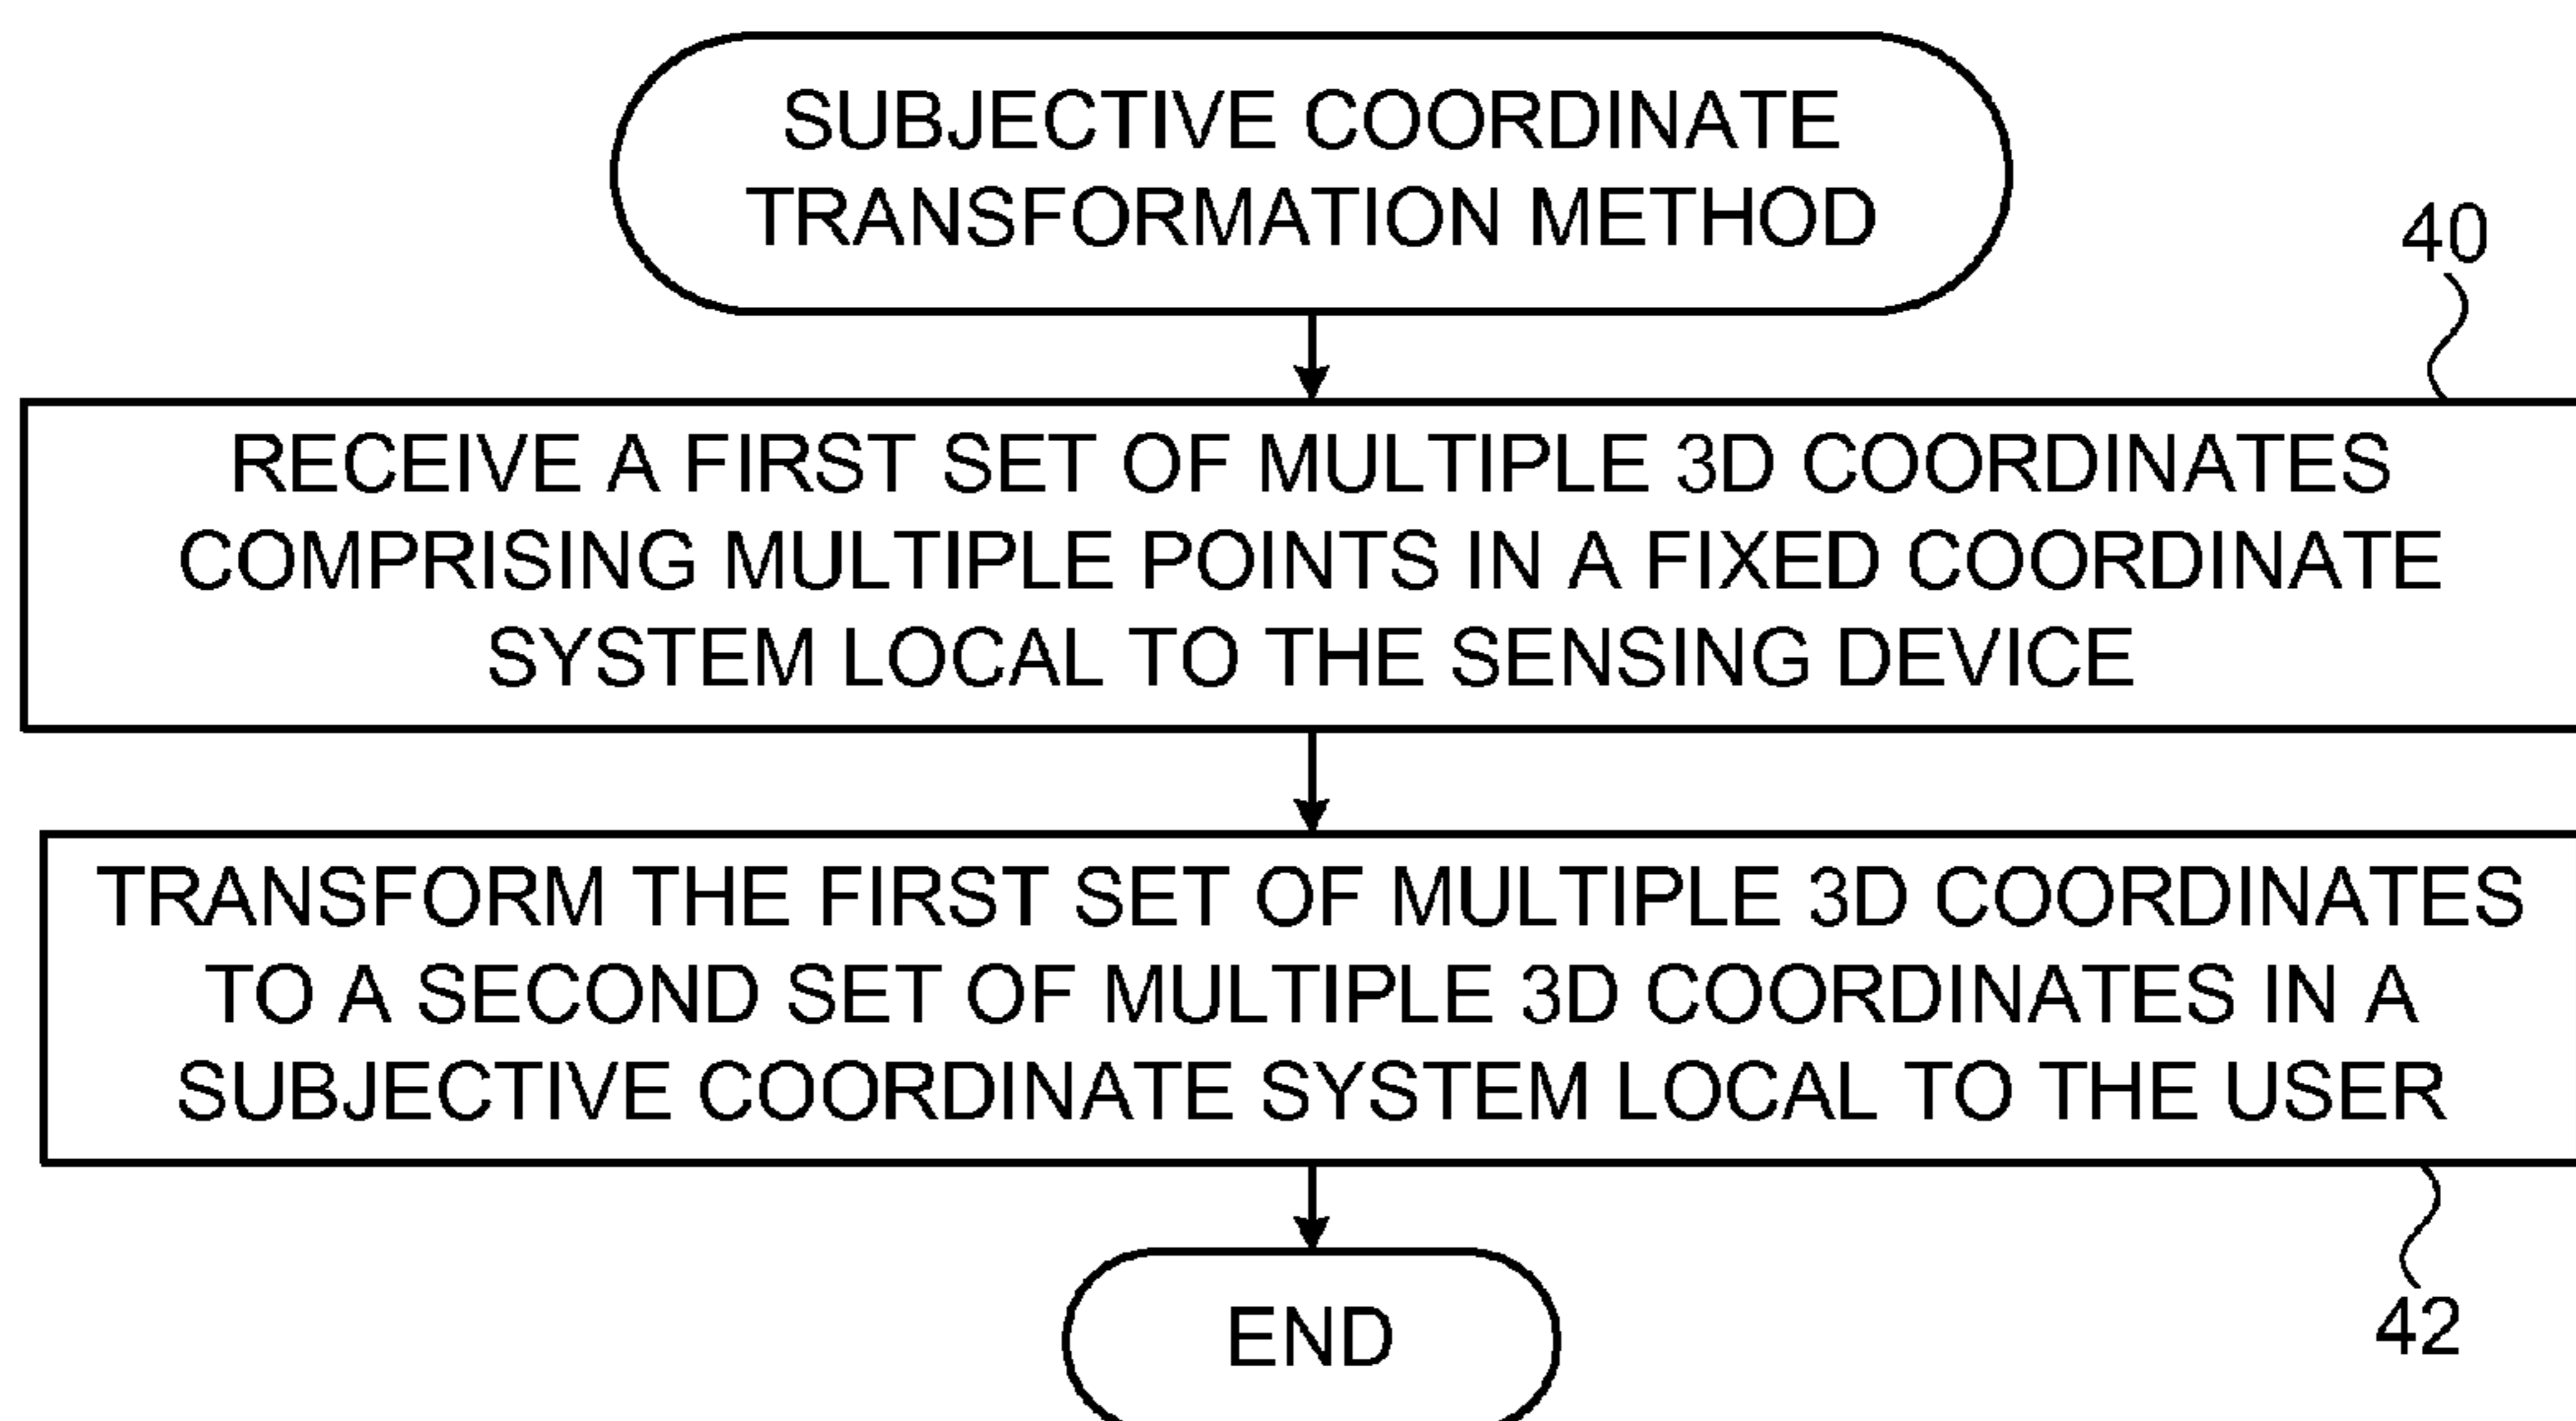 SUBJECTIVE COORDINATE
TRANSFORMATION METHOD
40
RECEIVE A FIRST SET OF MULTIPLE 3D COORDINATES
COMPRISING MULTIPLE POINTS IN A FIXED COORDINATE
SYSTEM LOCAL TO THE SENSING DEVICE
TRANSFORM THE FIRST SET OF MULTIPLE 3D COORDINATES
TO A SECOND SET OF MULTIPLE 3D COORDINATES IN A
SUBJECTIVE COORDINATE SYSTEM LOCAL TO THE USER
END
42